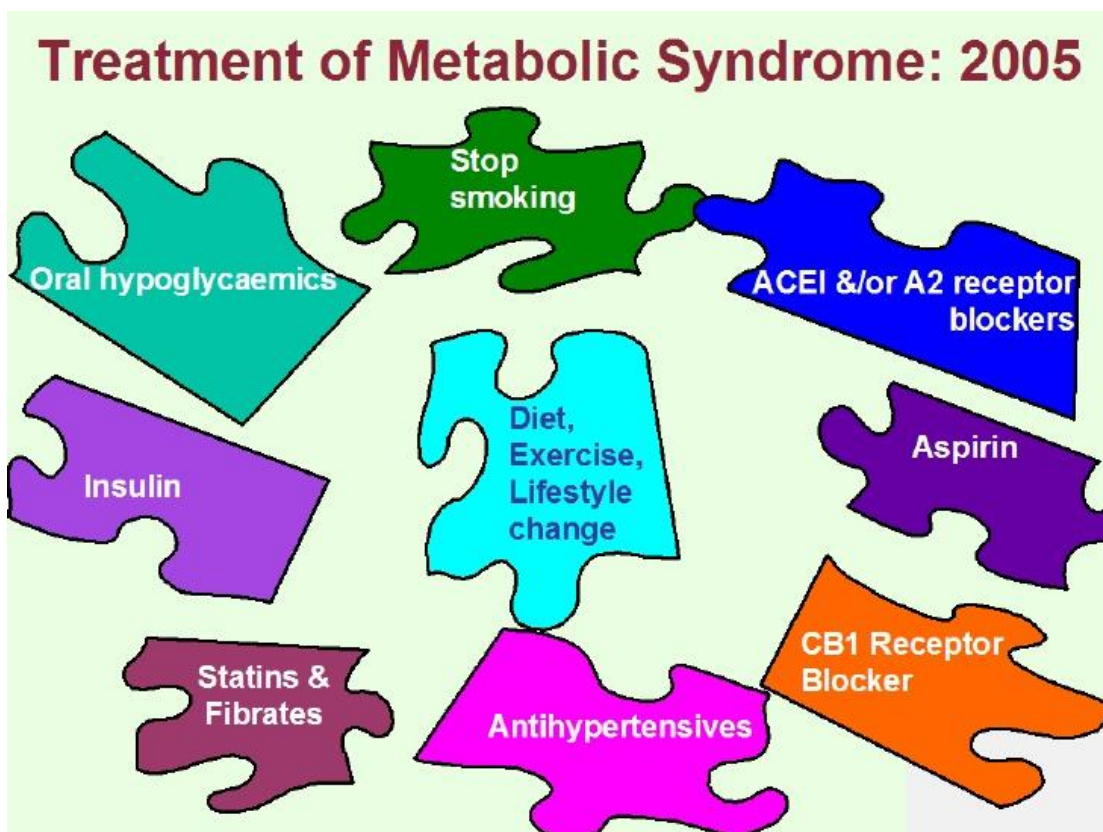 Treatment of Metabolic Syndrome: 2005
Stop
smoking
Oral hypoglycaemics
ACEI &/or A2 receptor
blockers
Diet,
Exercise,
Lifestyle
change
Insulin
Aspirin
Statins &
Fibrates
Antihypertensives
CB1 Receptor
Blocker